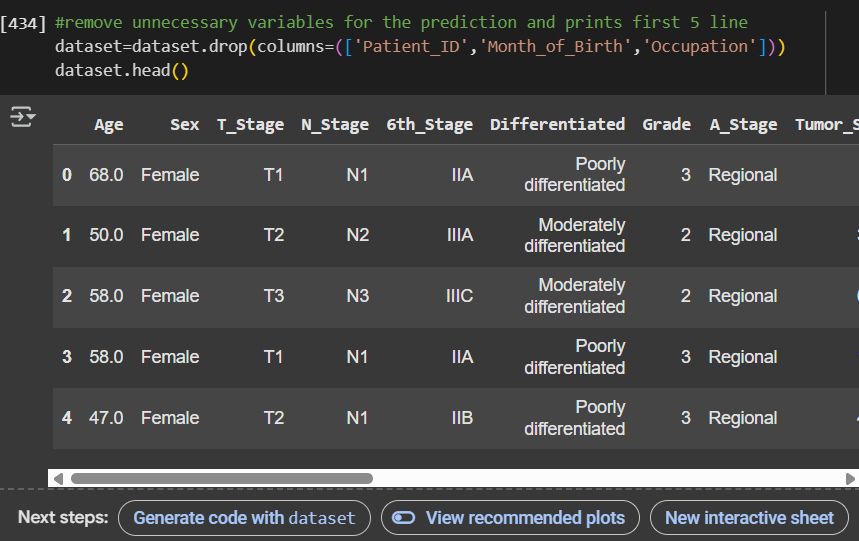 [434] #remove unnecessary variables for the prediction and prints first 5 line
dataset=dataset.drop(columns=(['Patient_ID','Month_of_Birth','Occupation']))
dataset.head()
Age Sex T_Stage N_Stage 6th_Stage Differentiated Grade A_Stage Tumor_S
0 68.0 Female T1 N1 IIA Poorly differentiated 3 Regional
1 50.0 Female T2 N2 IIIA Moderately differentiated 2 Regional
2 58.0 Female T3 N3 IIIC Moderately differentiated 2 Regional
3 58.0 Female T1 N1 IIA Poorly differentiated 3 Regional
4 47.0 Female T2 N1 IIB Poorly differentiated 3 Regional
Next steps: Generate code with dataset View recommended plots New interactive sheet